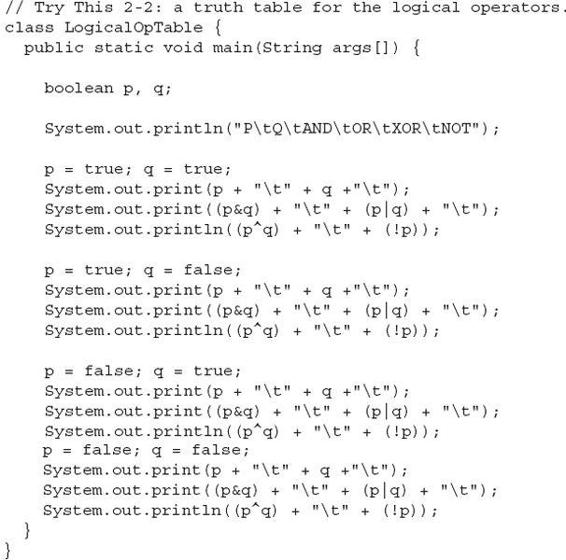 // Try This 2-2: a truth table for the logical operators.
class LogicalOpTable {
  public static void main(String args[]) {

    boolean p, q;

    System.out.println("P\tQ\tAND\tOR\tXOR\tNOT");

    p = true; q = true;
    System.out.print(p + "\t" + q +"\t");
    System.out.print((p&q) + "\t" + (p|q) + "\t");
    System.out.println((p^q) + "\t" + (!p));

    p = true; q = false;
    System.out.print(p + "\t" + q +"\t");
    System.out.print((p&q) + "\t" + (p|q) + "\t");
    System.out.println((p^q) + "\t" + (!p));

    p = false; q = true;
    System.out.print(p + "\t" + q +"\t");
    System.out.print((p&q) + "\t" + (p|q) + "\t");
    System.out.println((p^q) + "\t" + (!p));
    p = false; q = false;
    System.out.print(p + "\t" + q +"\t");
    System.out.print((p&q) + "\t" + (p|q) + "\t");
    System.out.println((p^q) + "\t" + (!p));
  }
}